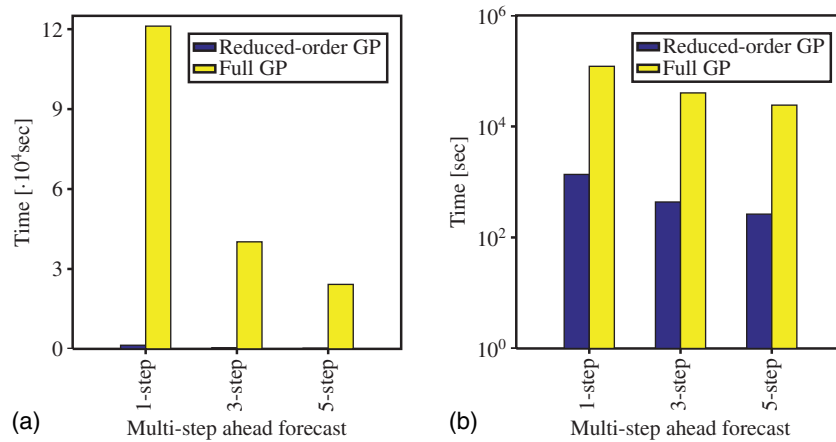 12
9
6
3
0
Time [·10⁴sec]
Reduced-order GP
Full GP
1-step
3-step
5-step
Multi-step ahead forecast
(a)
10⁶
10⁴
10²
10⁰
Time [sec]
Reduced-order GP
Full GP
1-step
3-step
5-step
Multi-step ahead forecast
(b)